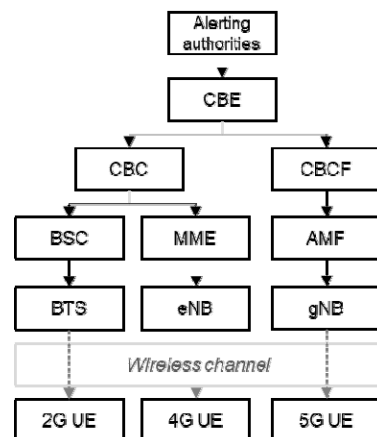 Alerting
authorities
CBE
CBC
CBCF
BSC
MME
AMF
BTS
eNB
gNB
Wireless channel
2G UE
4G UE
5G UE